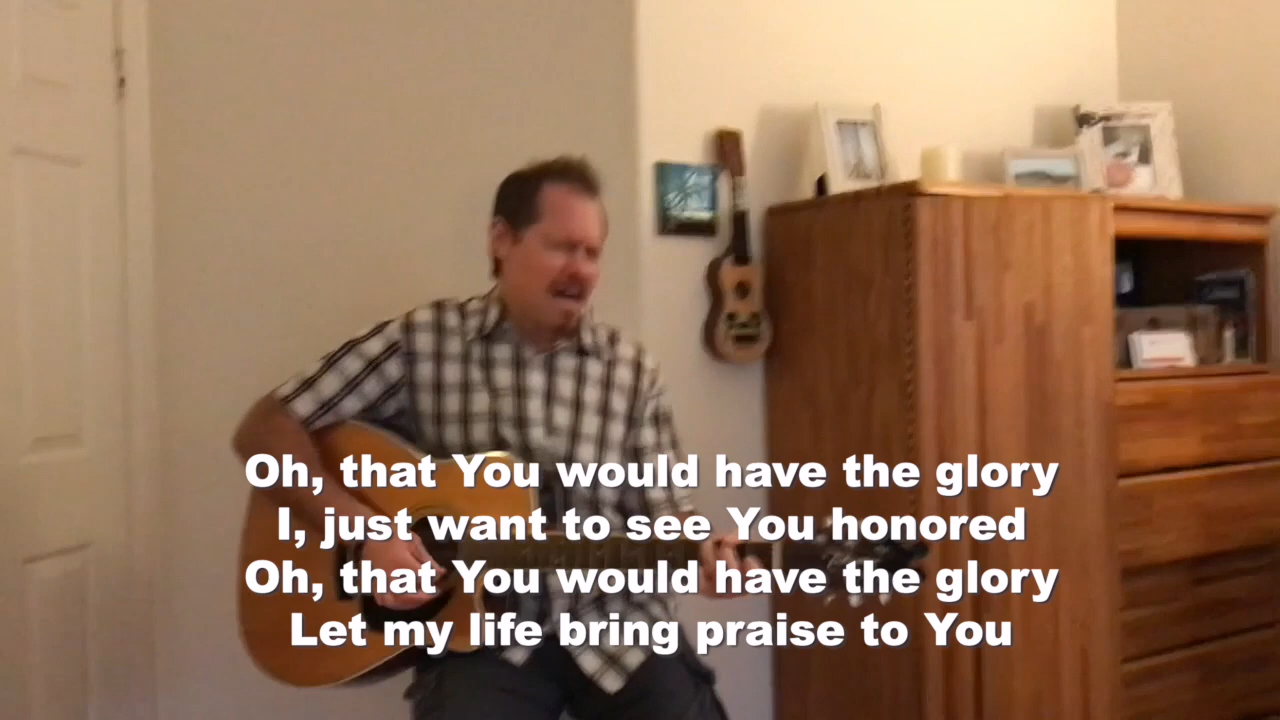 Oh, that You would have the glory
I, just want to see You honored
Oh, that You would have the glory
Let my life bring praise to You